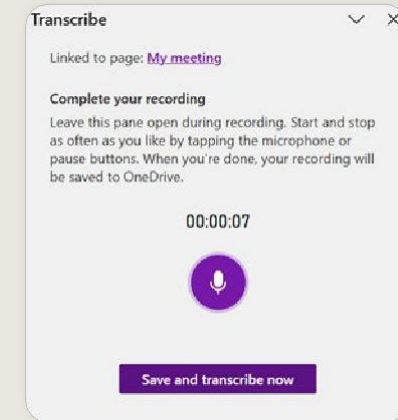 Transcribe
Linked to page: My meeting
Complete your recording
Leave this pane open during recording. Start and stop
as often as you like by tapping the microphone or
pause buttons. When you're done, your recording will
be saved to OneDrive.
00:00:07
Save and transcribe now